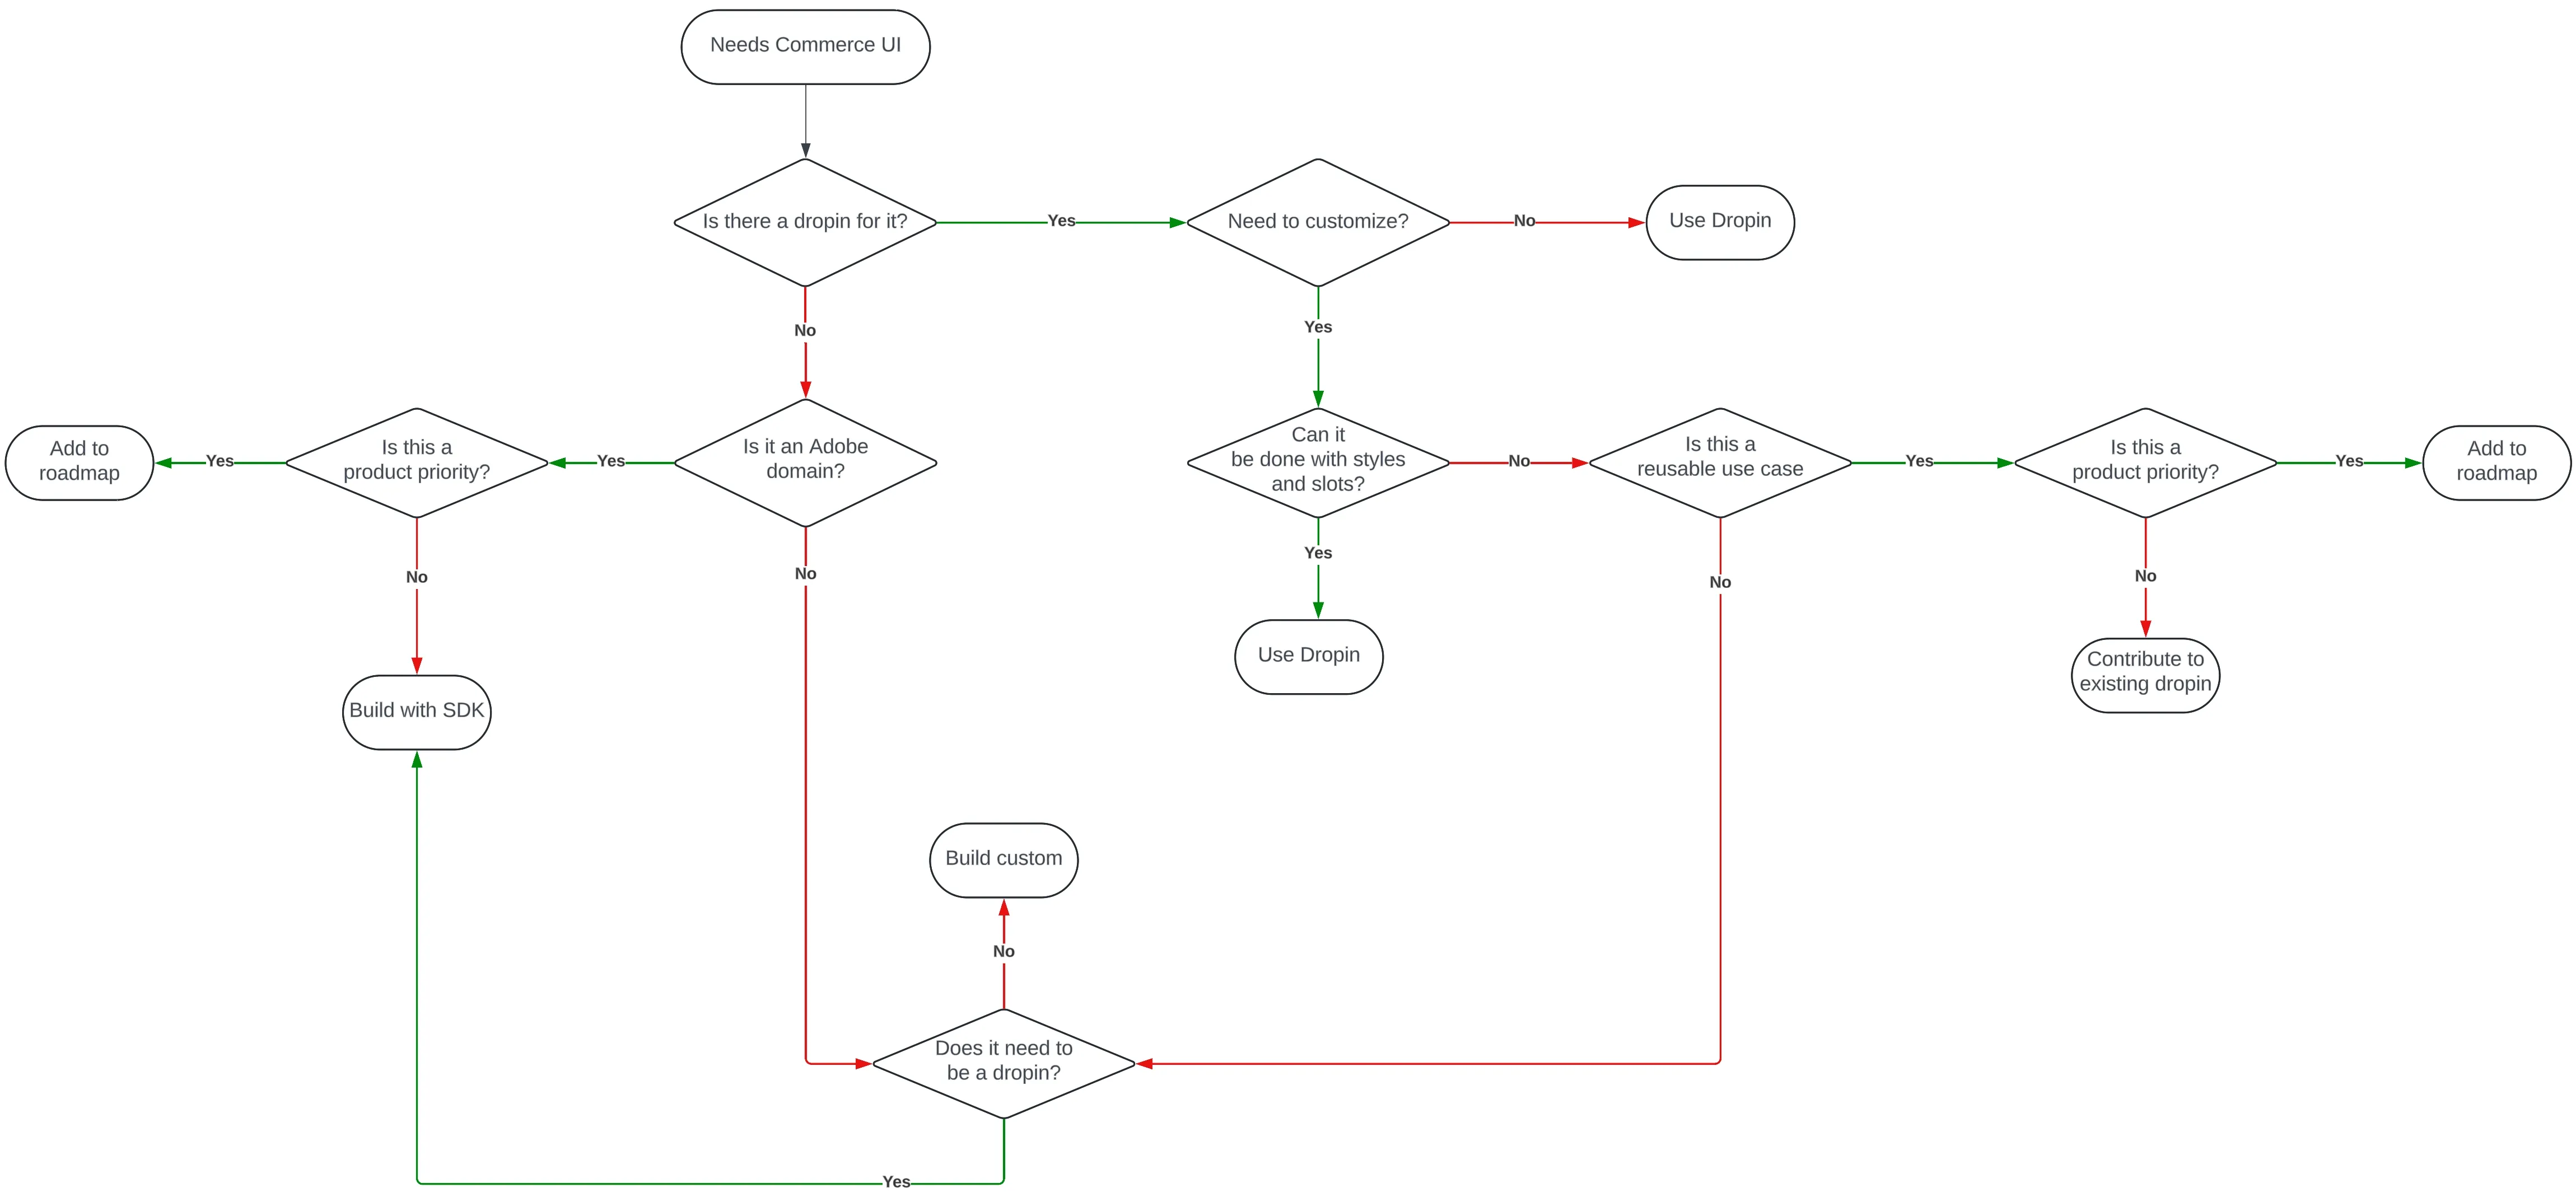 Needs Commerce UI
Is there a dropin for it?
Yes
Need to customize?
No
Use Dropin
No
Yes
Add to
roadmap
Yes
Is this a
product priority?
Yes
Is it an Adobe
domain?
Can it
be done with styles
and slots?
No
Is this a
reusable use case
Yes
Is this a
product priority?
Yes
Add to
roadmap
No
No
Yes
No
No
Build with SDK
Use Dropin
Contribute to
existing dropin
Build custom
No
Does it need to
be a dropin?
Yes